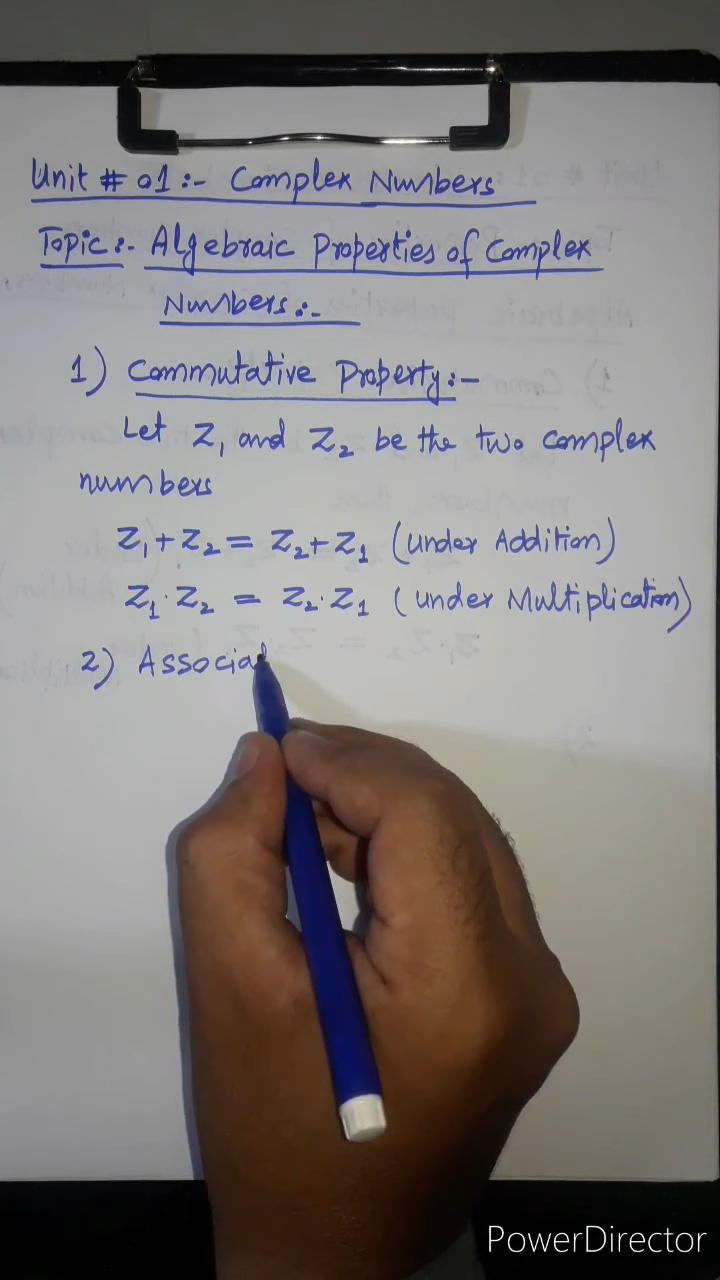 Unit # 01:- Complex Numbers
Topic:- Algebraic Properties of Complex
Numbers:-
1) Commutative Property:-
Let Z₁ and Z₂ be the two complex
numbers
Z₁ + Z₂ = Z₂ + Z₁ (under Addition)
Z₁ · Z₂ = Z₂ · Z₁ (under Multiplication)
2) Associat
PowerDirector